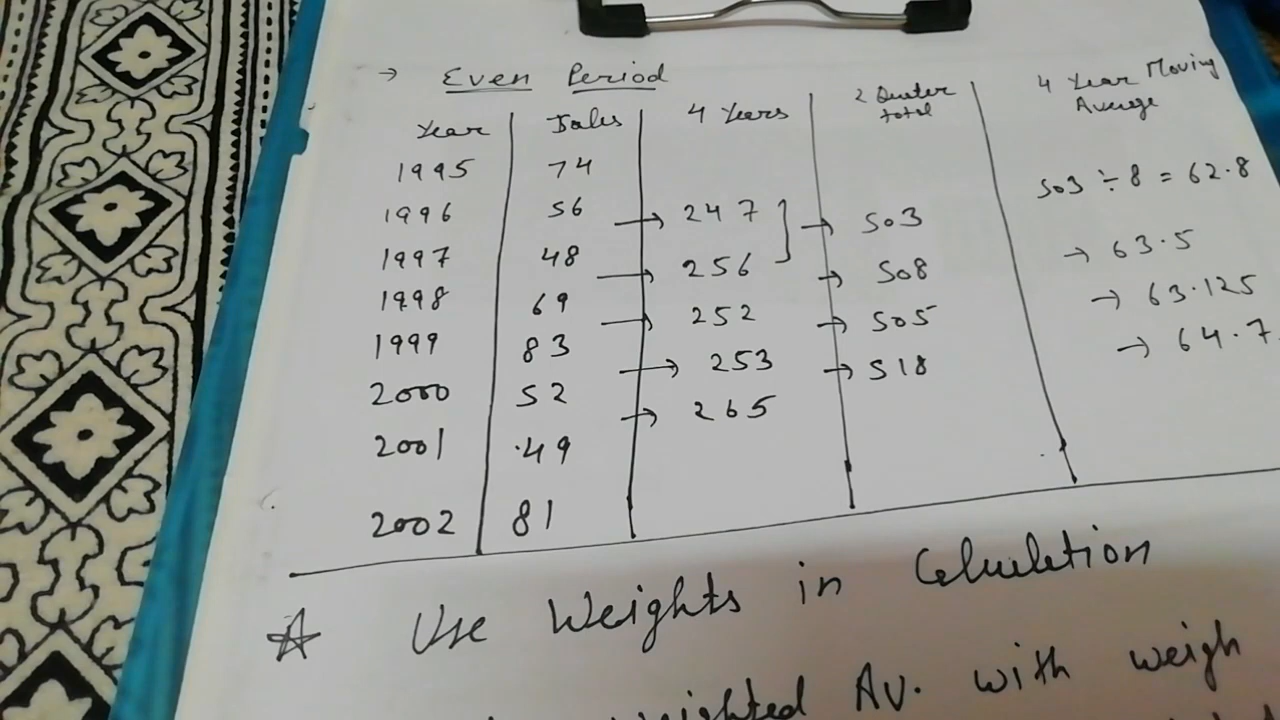 → Even Period
Year Sales 4 Years 2 Quater total 4 Year Moving Average
1995 74 503 ÷ 8 = 62.8
1996 56 → 247 → 503
1997 48 → 256 → 508 → 63.5
1998 69 → 252 → 505 → 63.125
1999 83 → 253 → 518 → 64.7
2000 52 → 265
2001 .49
2002 81
☆ Use Weights in Calculation
Av. with weigh